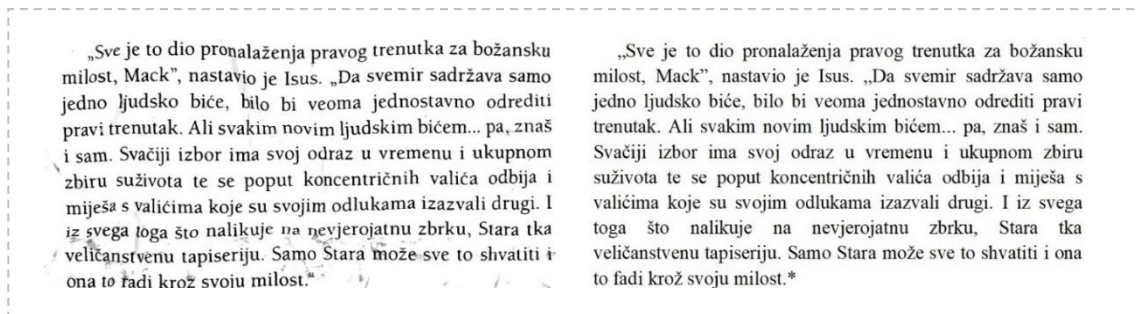 „Sve je to dio pronalaženja pravog trenutka za božansku
milost, Mack”, nastavio je Isus. „Da svemir sadržava samo
jedno ljudsko biće, bilo bi veoma jednostavno odrediti
pravi trenutak. Ali svakim novim ljudskim bićem... pa, znaš
i sam. Svačiji izbor ima svoj odraz u vremenu i ukupnom
zbiru suživota te se poput koncentričnih valića odbija i
miješa s valićima koje su svojim odlukama izazvali drugi. I
iz svega toga što nalikuje na nevjerojatnu zbrku, Stara tka
veličanstvenu tapiseriju. Samo Stara može sve to shvatiti i
ona to radi kroz svoju milost.“
„Sve je to dio pronalaženja pravog trenutka za božansku
milost, Mack”, nastavio je Isus. „Da svemir sadržava samo
jedno ljudsko biće, bilo bi veoma jednostavno odrediti pravi
trenutak. Ali svakim novim ljudskim bićem... pa, znaš i sam.
Svačiji izbor ima svoj odraz u vremenu i ukupnom zbiru
suživota te se poput koncentričnih valića odbija i miješa s
valićima koje su svojim odlukama izazvali drugi. I iz svega
toga što nalikuje na nevjerojatnu zbrku, Stara tka
veličanstvenu tapiseriju. Samo Stara može sve to shvatiti i ona
to fadi krož svoju milost.*